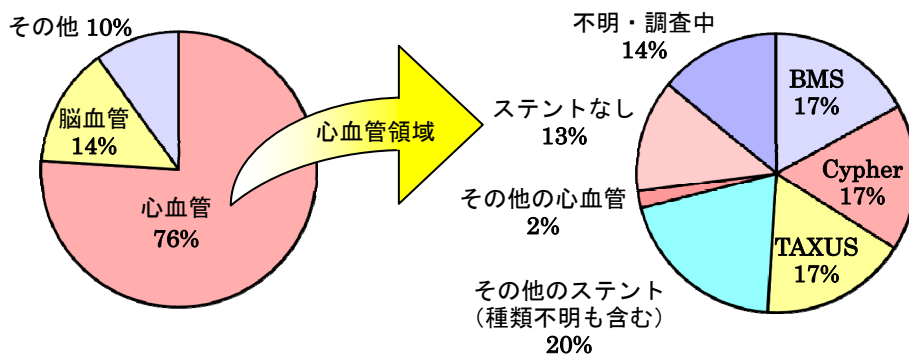 その他 10%
脳血管
14%
心血管
76%
心血管領域
不明・調査中
14%
BMS
17%
ステントなし
13%
Cypher
17%
その他の心血管
2%
TAXUS
17%
その他のステント
（種類不明も含む）
20%